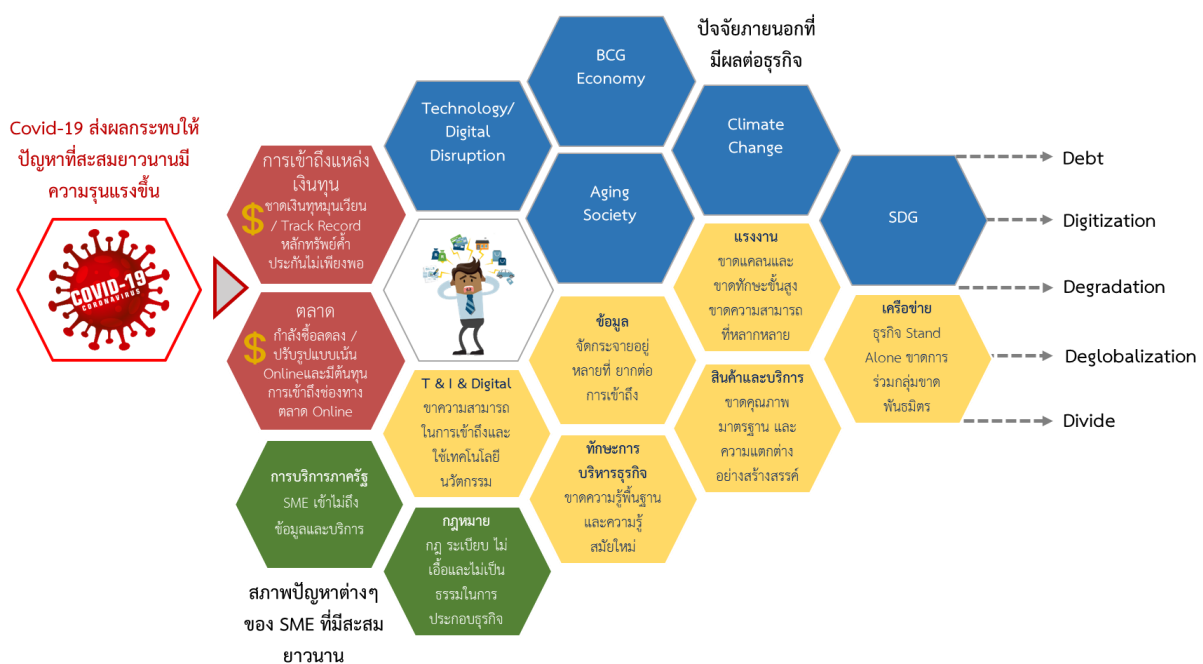 Covid-19 ส่งผลกระทบให้
ปัญหาที่สะสมยาวนานมี
ความรุนแรงขึ้น
COVID-19
CORONAVIRUS
การเข้าถึงแหล่ง
เงินทุน
ขาดเงินทุหมุนเวียน
/ Track Record
หลักทรัพย์ค้ำ
ประกันไม่เพียงพอ
$
ตลาด
กำลังซื้อลดลง /
ปรับรูปแบบเน้น
Onlineและมีต้นทุน
การเข้าถึงช่องทาง
ตลาด Online
$
การบริการภาครัฐ
SME เข้าไม่ถึง
ข้อมูลและบริการ
สภาพปัญหาต่างๆ
ของ SME ที่มีสะสม
ยาวนาน
Technology/
Digital
Disruption
T & I & Digital
ขาความสามารถ
ในการเข้าถึงและ
ใช้เทคโนโลยี
นวัตกรรม
กฎหมาย
กฎ ระเบียบ ไม่
เอื้อและไม่เป็น
ธรรมในการ
ประกอบธุรกิจ
BCG
Economy
Aging
Society
ข้อมูล
จัดกระจายอยู่
หลายที่ ยากต่อ
การเข้าถึง
ทักษะการ
บริหารธุรกิจ
ขาดความรู้พื้นฐาน
และความรู้
สมัยใหม่
ปัจจัยภายนอกที่
มีผลต่อธุรกิจ
Climate
Change
แรงงาน
ขาดแคลนและ
ขาดทักษะขั้นสูง
ขาดความสามารถ
ที่หลากหลาย
สินค้าและบริการ
ขาดคุณภาพ
มาตรฐาน และ
ความแตกต่าง
อย่างสร้างสรรค์
SDG
เครือข่าย
ธุรกิจ Stand
Alone ขาดการ
ร่วมกลุ่มขาด
พันธมิตร
Debt
Digitization
Degradation
Deglobalization
Divide